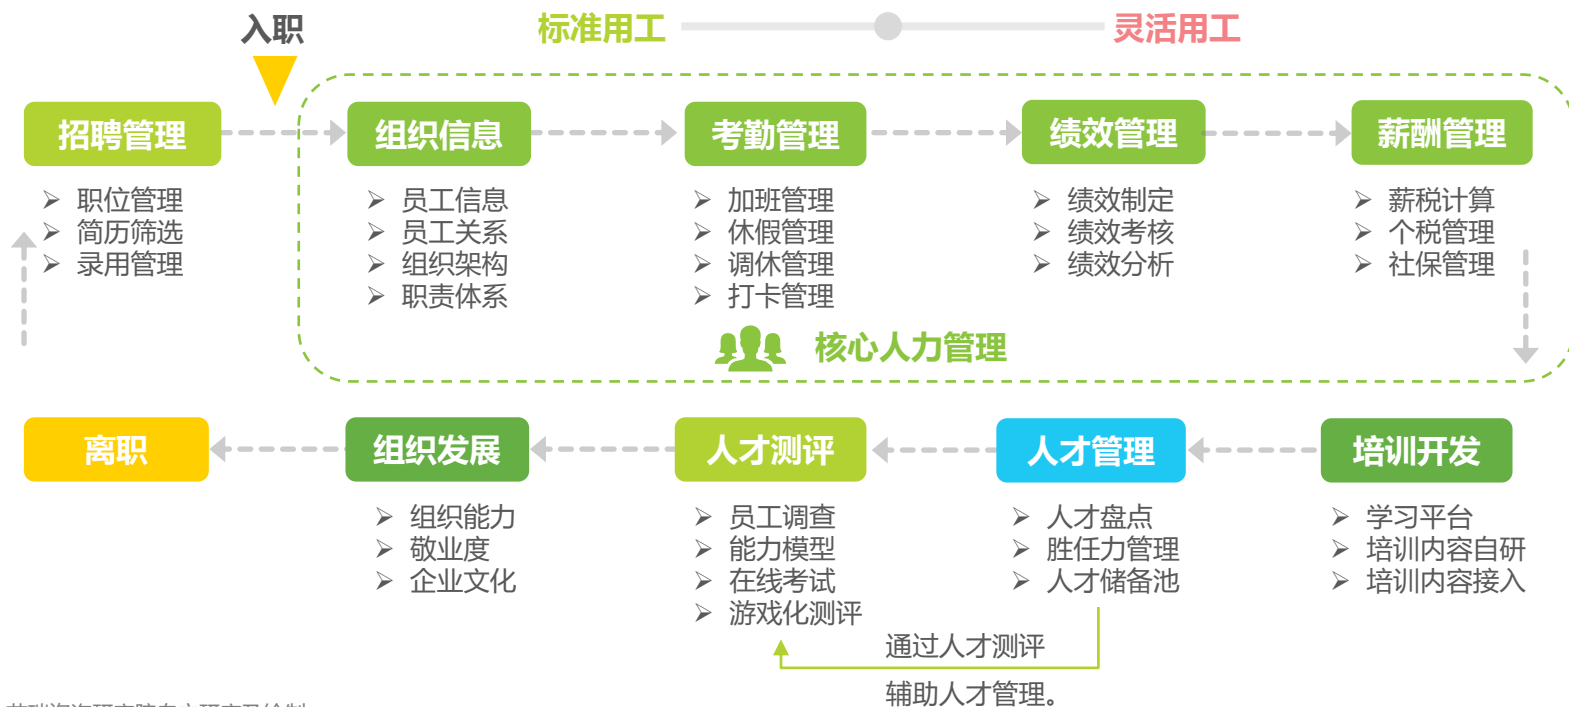 入职
标准用工
灵活用工
招聘管理
组织信息
考勤管理
绩效管理
薪酬管理
职位管理
简历筛选
录用管理
员工信息
员工关系
组织架构
职责体系
加班管理
休假管理
调休管理
打卡管理
绩效制定
绩效考核
绩效分析
薪税计算
个税管理
社保管理
核心人力管理
离职
组织发展
人才测评
人才管理
培训开发
组织能力
敬业度
企业文化
员工调查
能力模型
在线考试
游戏化测评
人才盘点
胜任力管理
人才储备池
学习平台
培训内容自研
培训内容接入
通过人才测评
辅助人才管理。